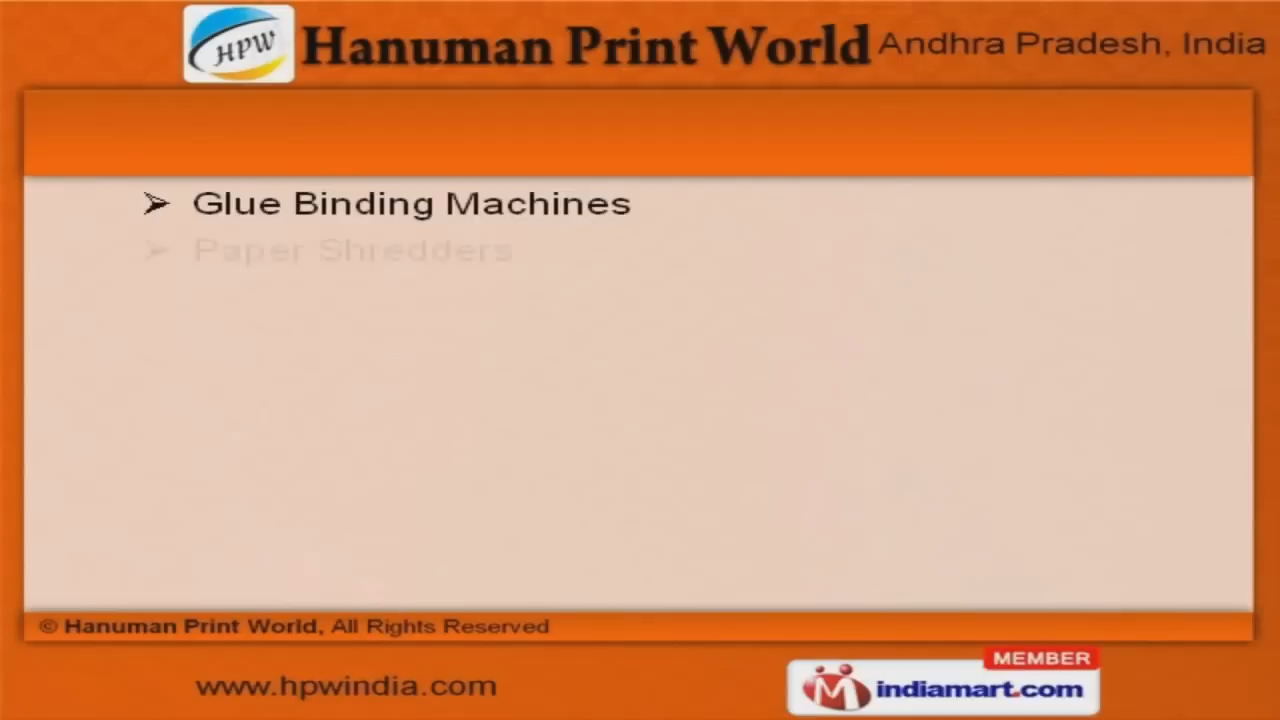 HPW Hanuman Print World Andhra Pradesh, India
➢ Glue Binding Machines
➢ Paper Shredders
© Hanuman Print World, All Rights Reserved
MEMBER
www.hpwindia.com
indiamart.com